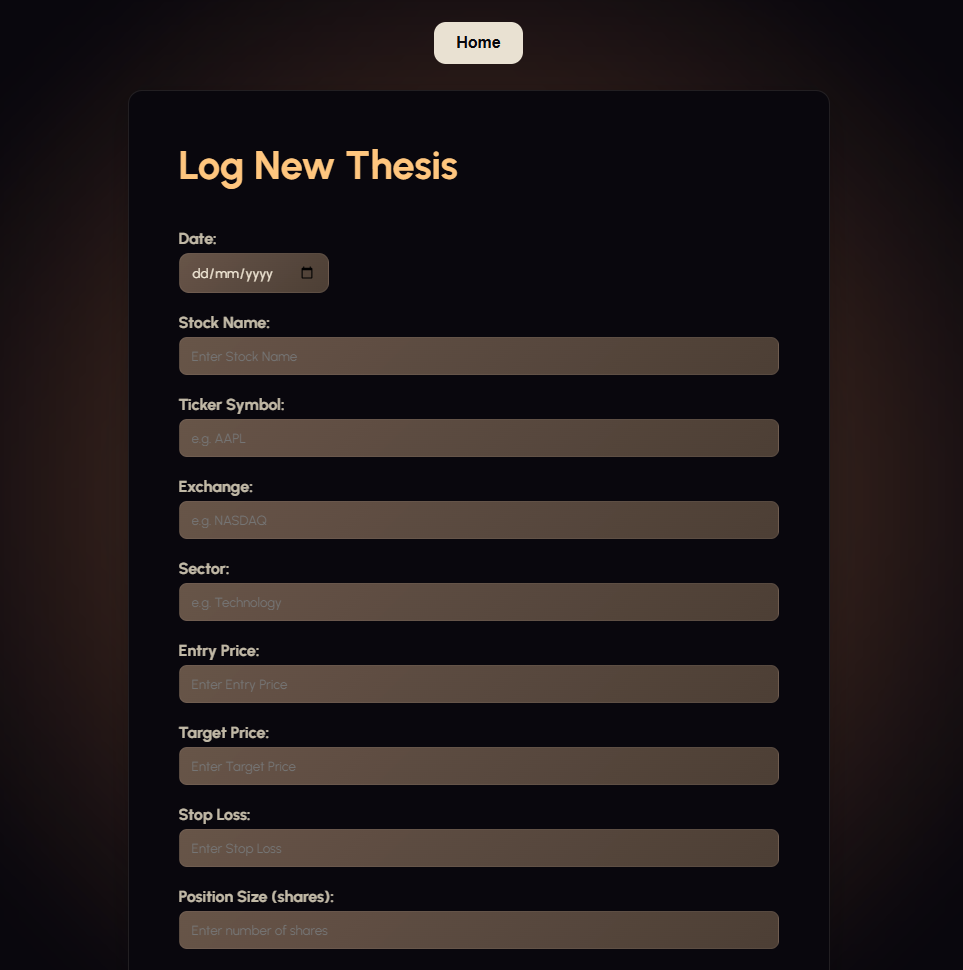 Home
Log New Thesis
Date:
dd/mm/yyyy
Stock Name:
Enter Stock Name
Ticker Symbol:
e.g. AAPL
Exchange:
e.g. NASDAQ
Sector:
e.g. Technology
Entry Price:
Enter Entry Price
Target Price:
Enter Target Price
Stop Loss:
Enter Stop Loss
Position Size (shares):
Enter number of shares